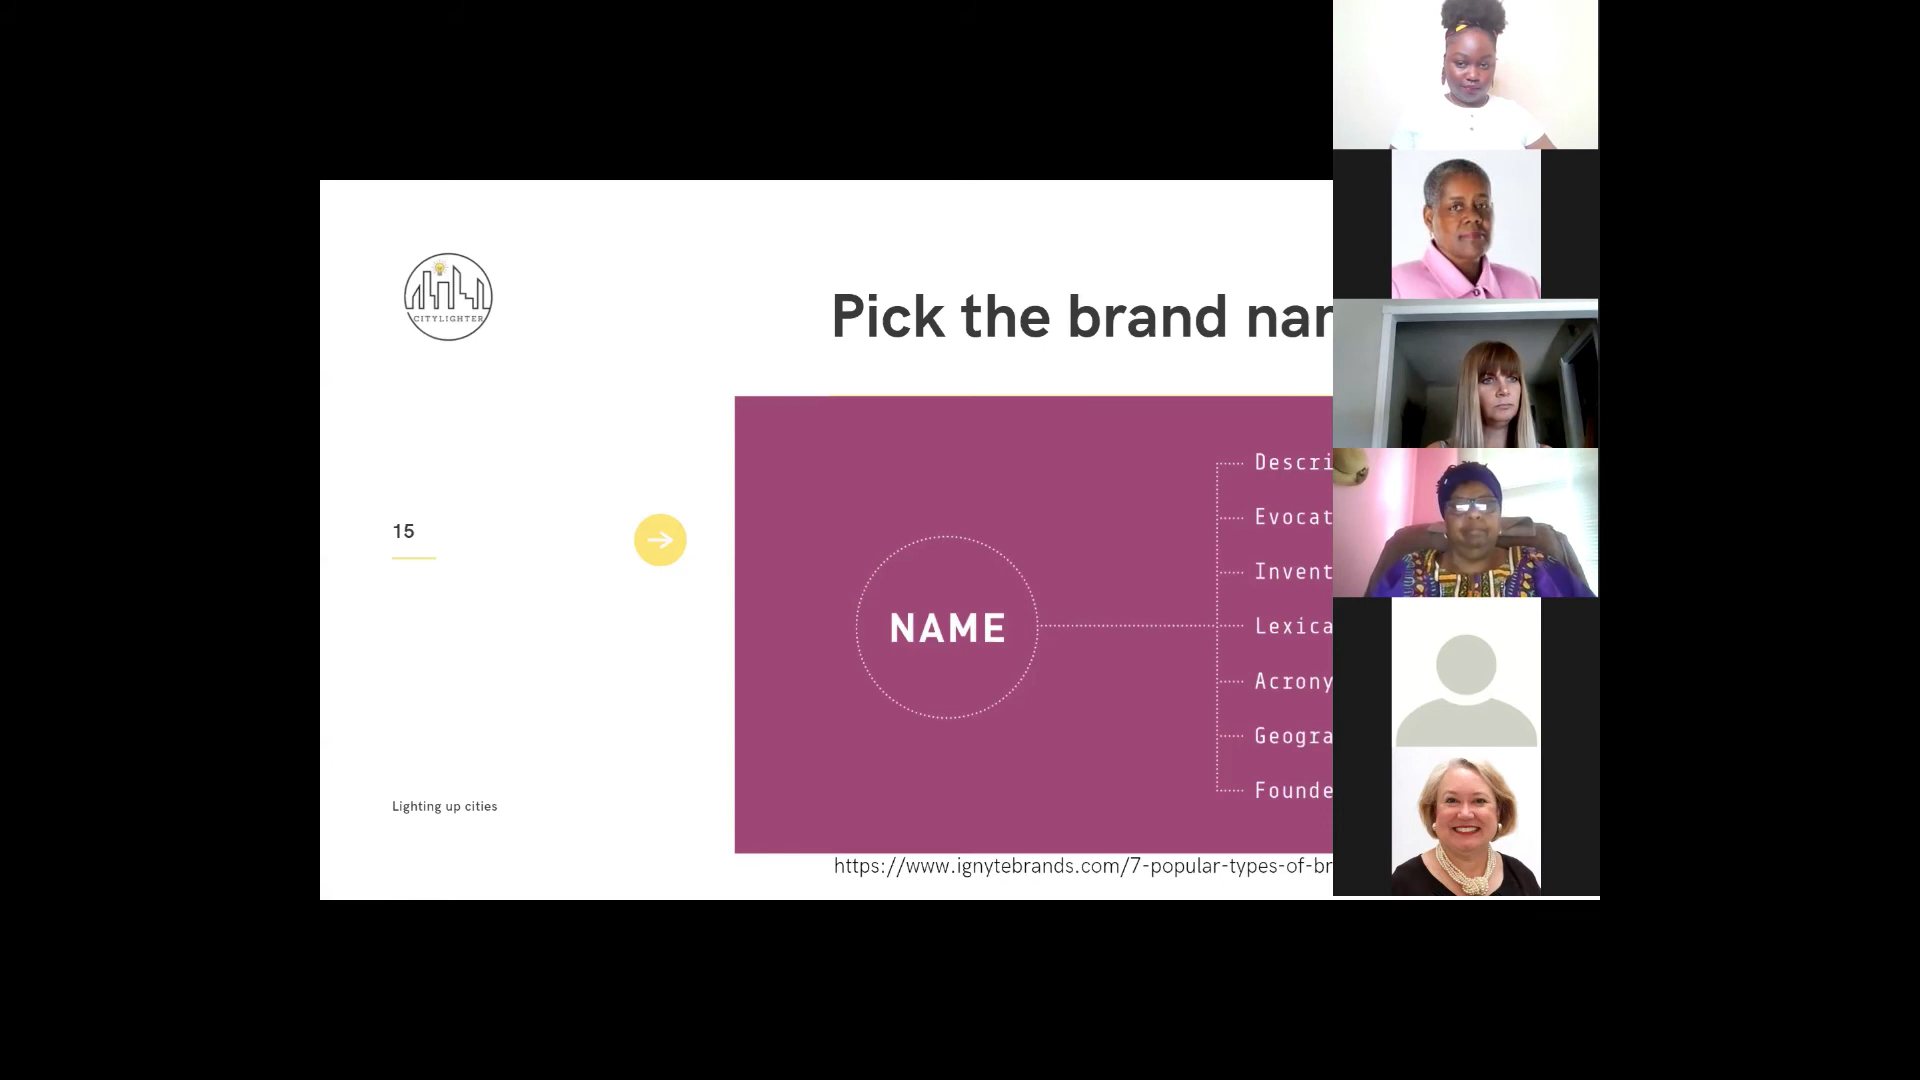 CITYLIGHTER
Pick the brand nar
15
NAME
Descri
Evocat
Invent
Lexica
Acrony
Geogra
Founde
Lighting up cities
https://www.ignytebrands.com/7-popular-types-of-br